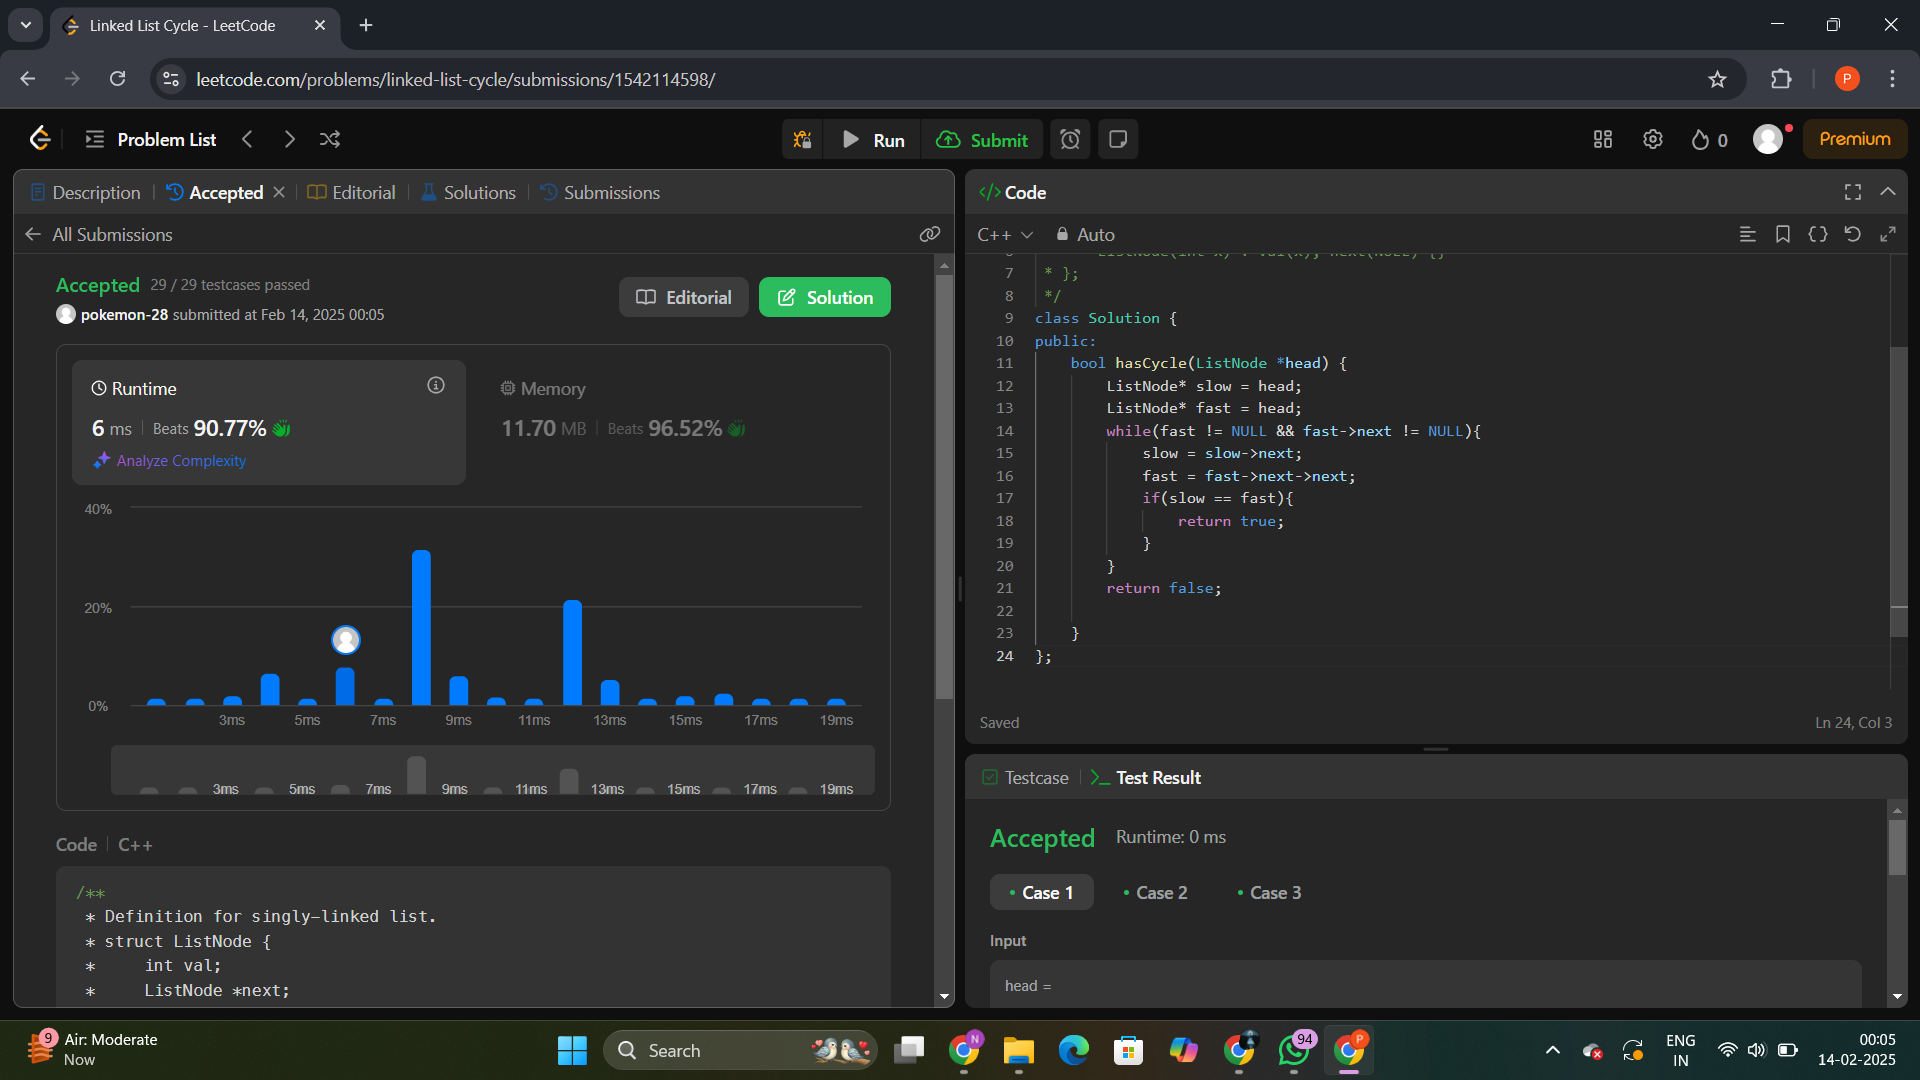 Linked List Cycle - LeetCode
leetcode.com/problems/linked-list-cycle/submissions/1542114598/
P
Problem List
Run
Submit
0
Premium
Description
Accepted
Editorial
Solutions
Submissions
All Submissions
Accepted 29 / 29 testcases passed
pokemon-28 submitted at Feb 14, 2025 00:05
Editorial
Solution
Runtime
6 ms Beats 90.77%
Analyze Complexity
Memory
11.70 MB Beats 96.52%
40%
20%
0%
3ms 5ms 7ms 9ms 11ms 13ms 15ms 17ms 19ms
3ms 5ms 7ms 9ms 11ms 13ms 15ms 17ms 19ms
Code C++
/**
* Definition for singly-linked list.
* struct ListNode {
* int val;
* ListNode *next;
</> Code
C++ Auto
6 * ListNode(int x) : val(x), next(NULL) {}
7 * };
8 */
9 class Solution {
10 public:
11 bool hasCycle(ListNode *head) {
12 ListNode* slow = head;
13 ListNode* fast = head;
14 while(fast != NULL && fast->next != NULL){
15 slow = slow->next;
16 fast = fast->next->next;
17 if(slow == fast){
18 return true;
19 }
20 }
21 return false;
22
23 }
24 };
Saved
Ln 24, Col 3
Testcase
>_ Test Result
Accepted Runtime: 0 ms
• Case 1 • Case 2 • Case 3
Input
head =
9
Air: Moderate
Now
Search
N
94
P
ENG
IN
00:05
14-02-2025